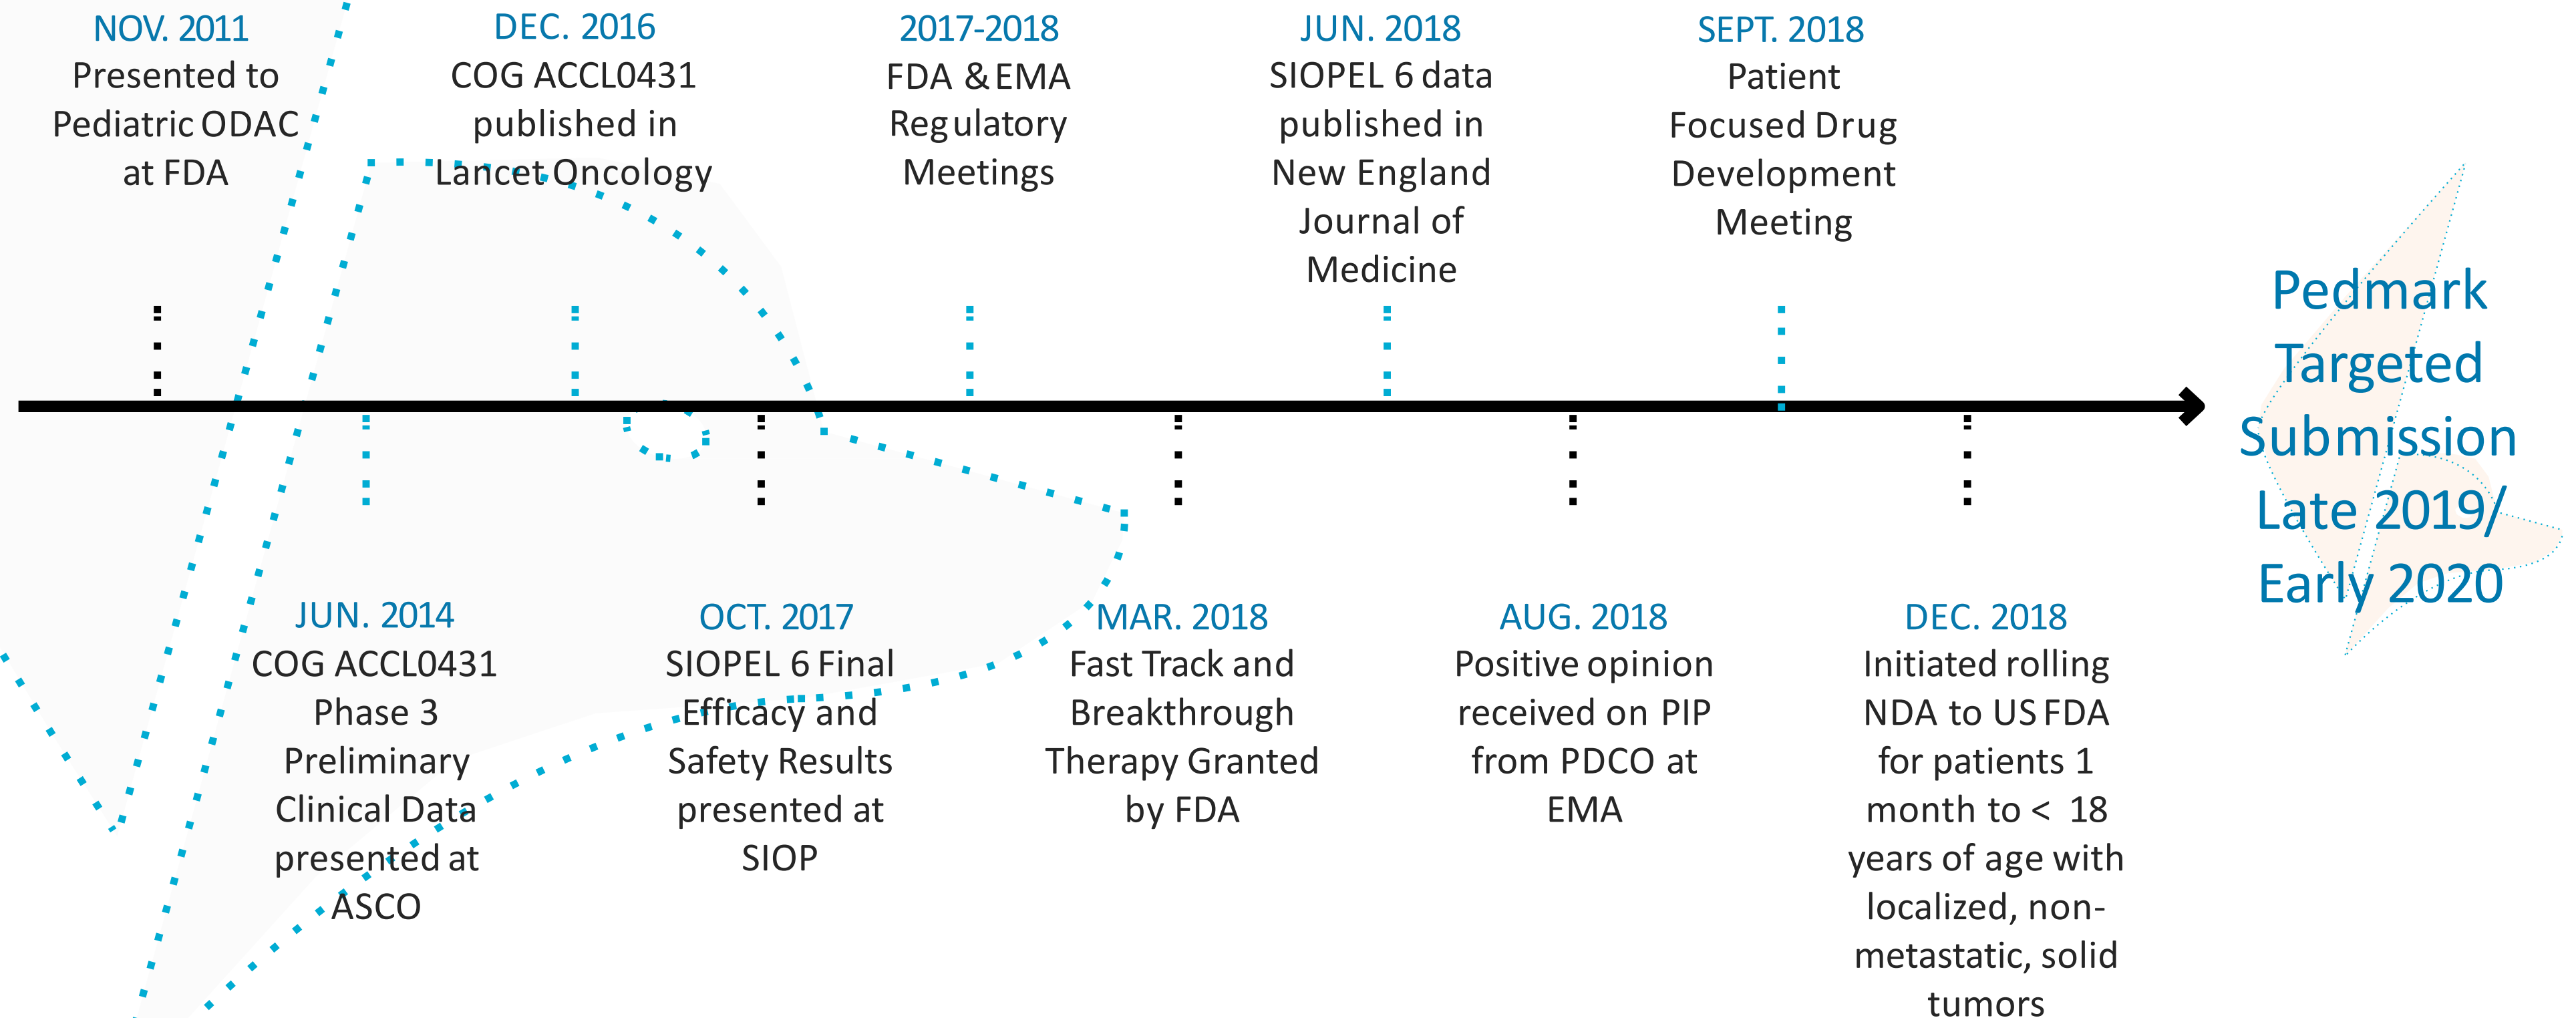 NOV. 2011
Presented to
Pediatric ODAC
at FDA
DEC. 2016
COG ACCL0431
published in
Lancet Oncology
2017-2018
FDA & EMA
Regulatory
Meetings
JUN. 2018
SIOPEL 6 data
published in
New England
Journal of
Medicine
SEPT. 2018
Patient
Focused Drug
Development
Meeting
JUN. 2014
COG ACCL0431
Phase 3
Preliminary
Clinical Data
presented at
ASCO
OCT. 2017
SIOPEL 6 Final
Efficacy and
Safety Results
presented at
SIOP
MAR. 2018
Fast Track and
Breakthrough
Therapy Granted
by FDA
AUG. 2018
Positive opinion
received on PIP
from PDCO at
EMA
DEC. 2018
Initiated rolling
NDA to US FDA
for patients 1
month to < 18
years of age with
localized, non-
metastatic, solid
tumors
Pedmark
Targeted
Submission
Late 2019/
Early 2020